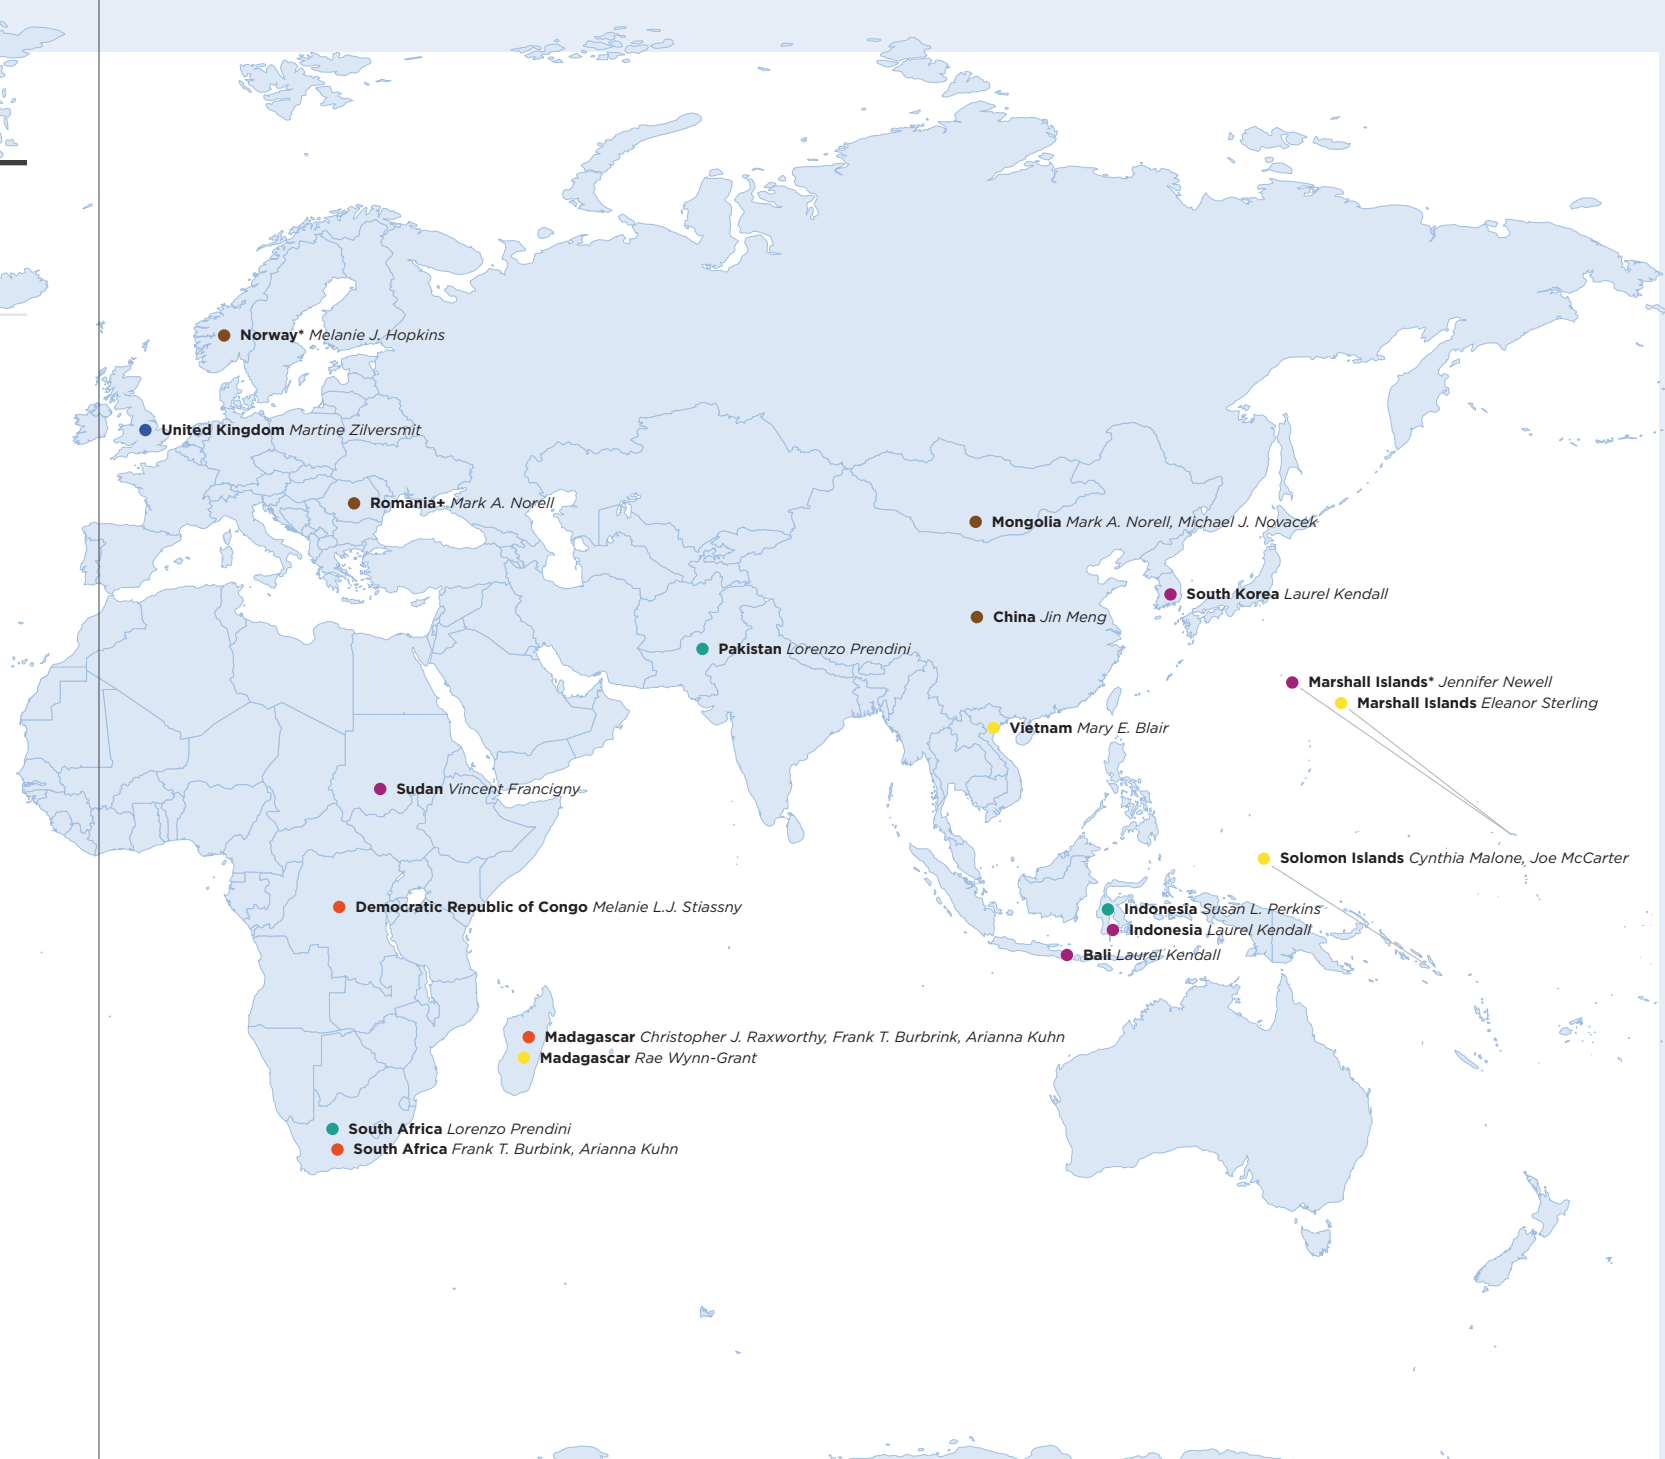 Norway* Melanie J. Hopkins
United Kingdom Martine Zilversmit
Romania+ Mark A. Norell
Mongolia Mark A. Norell, Michael J. Novacek
South Korea Laurel Kendall
China Jin Meng
Pakistan Lorenzo Prendini
Marshall Islands* Jennifer Newell
Marshall Islands Eleanor Sterling
Vietnam Mary E. Blair
Sudan Vincent Francigny
Solomon Islands Cynthia Malone, Joe McCarter
Democratic Republic of Congo Melanie L.J. Stiassny
Indonesia Susan L. Perkins
Indonesia Laurel Kendall
Bali Laurel Kendall
Madagascar Christopher J. Raxworthy, Frank T. Burbrink, Arianna Kuhn
Madagascar Rae Wynn-Grant
South Africa Lorenzo Prendini
South Africa Frank T. Burbink, Arianna Kuhn